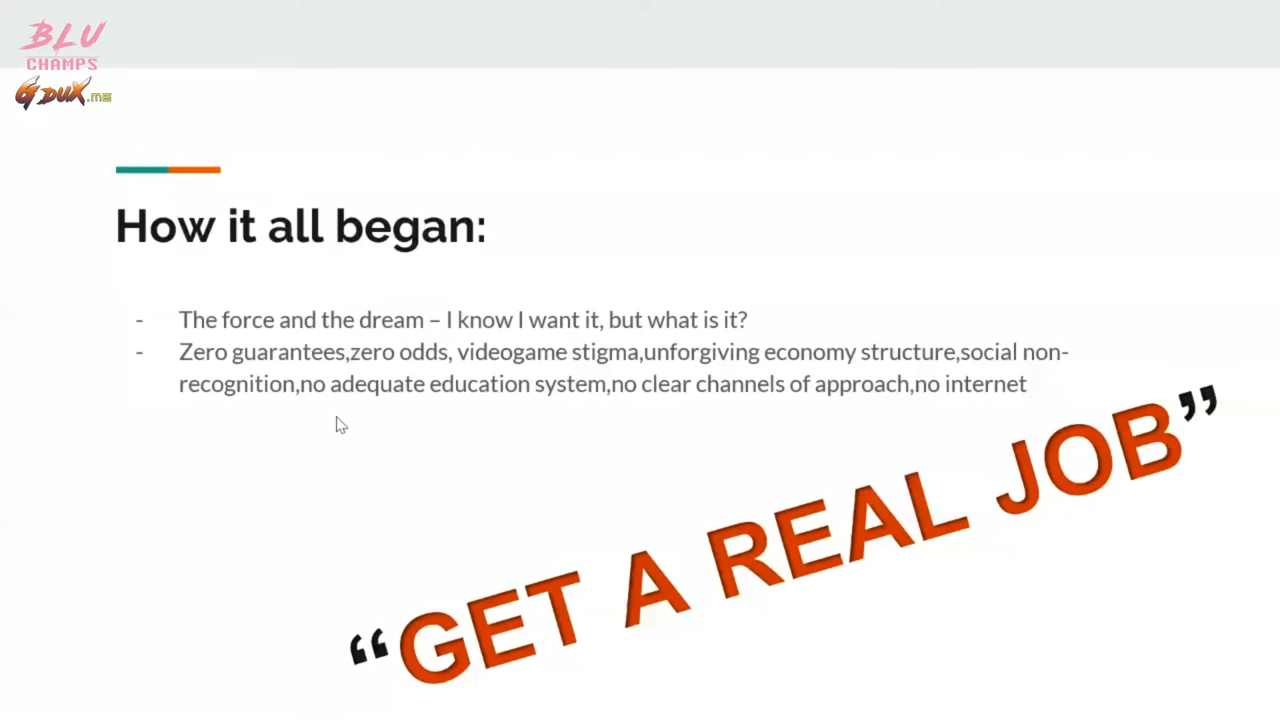 BLU
CHAMPS
G DUX.ME
How it all began:
- The force and the dream – I know I want it, but what is it?
- Zero guarantees,zero odds, videogame stigma,unforgiving economy structure,social non-
recognition,no adequate education system,no clear channels of approach,no internet
“GET A REAL JOB”